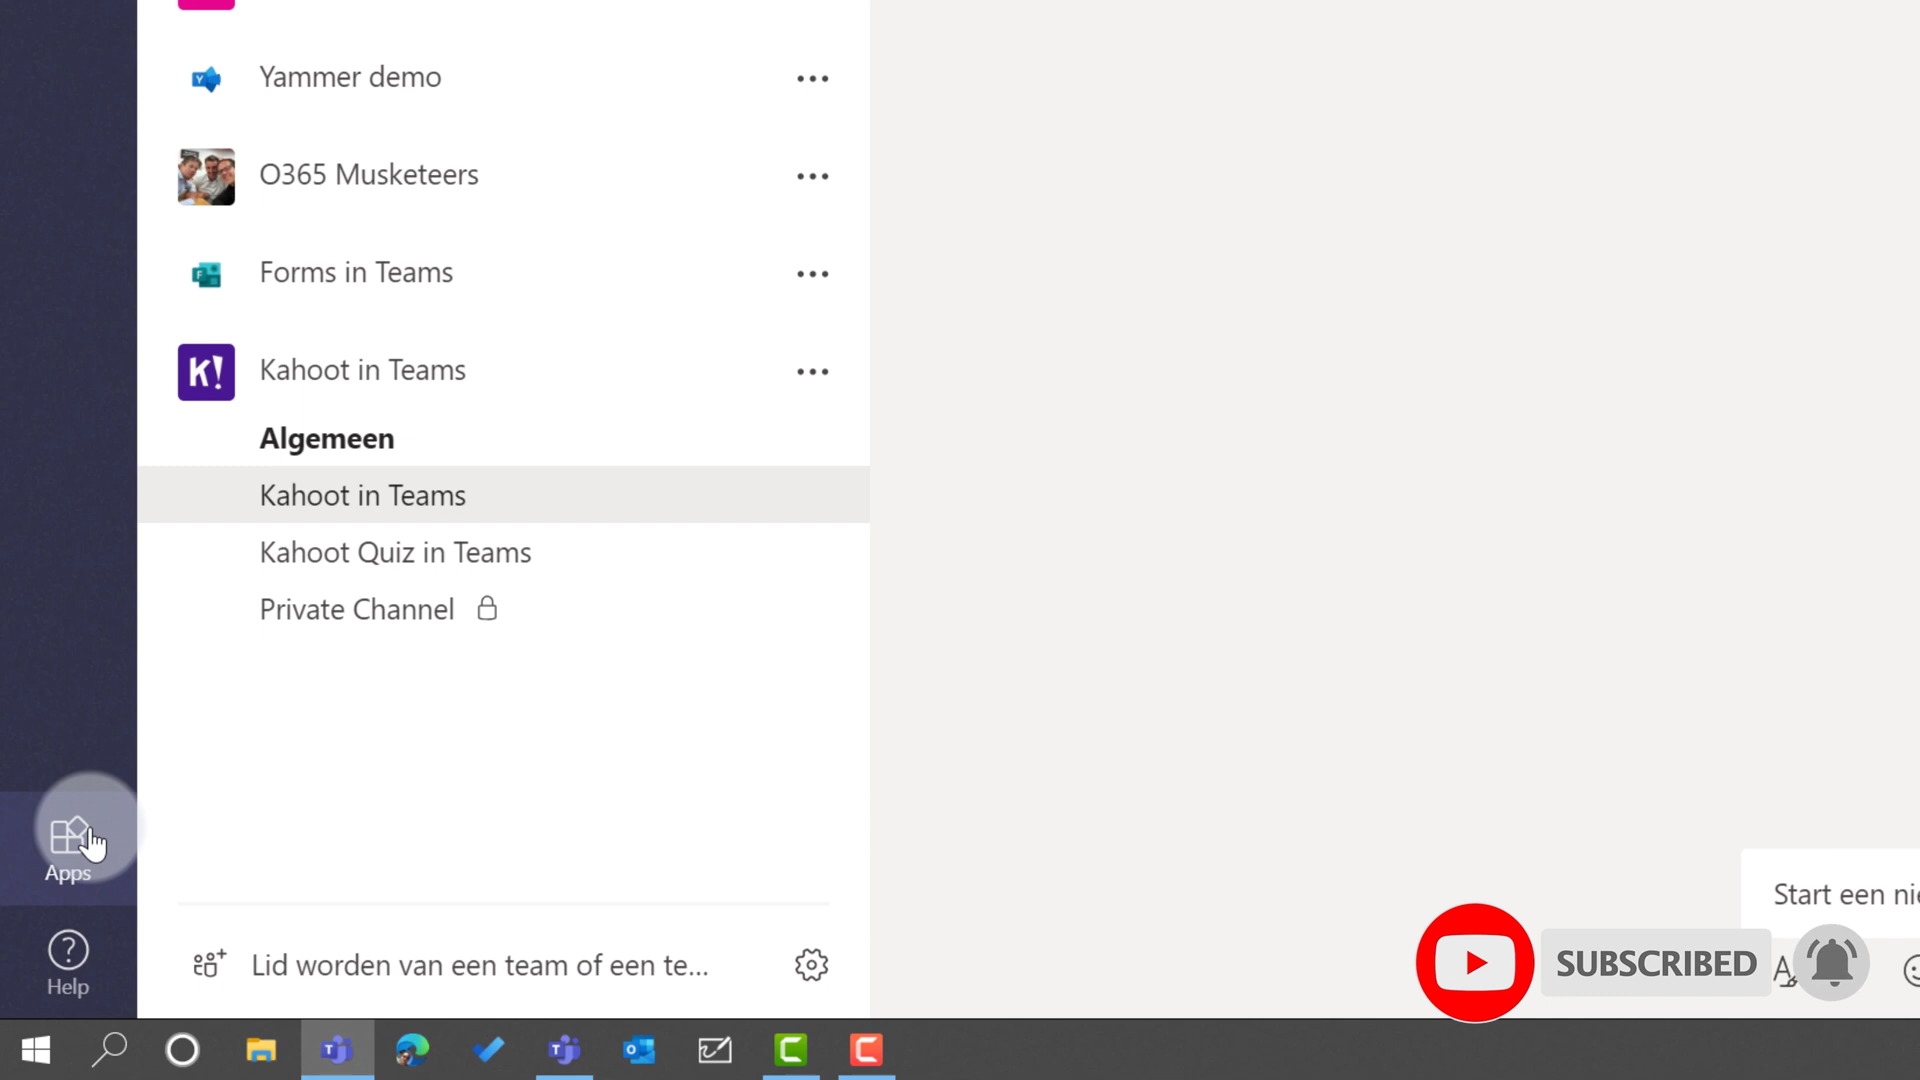 Yammer demo
O365 Musketeers
Forms in Teams
K!
Kahoot in Teams
Algemeen
Kahoot in Teams
Kahoot Quiz in Teams
Private Channel
Apps
Start een nie
Lid worden van een team of een te...
SUBSCRIBED
Help